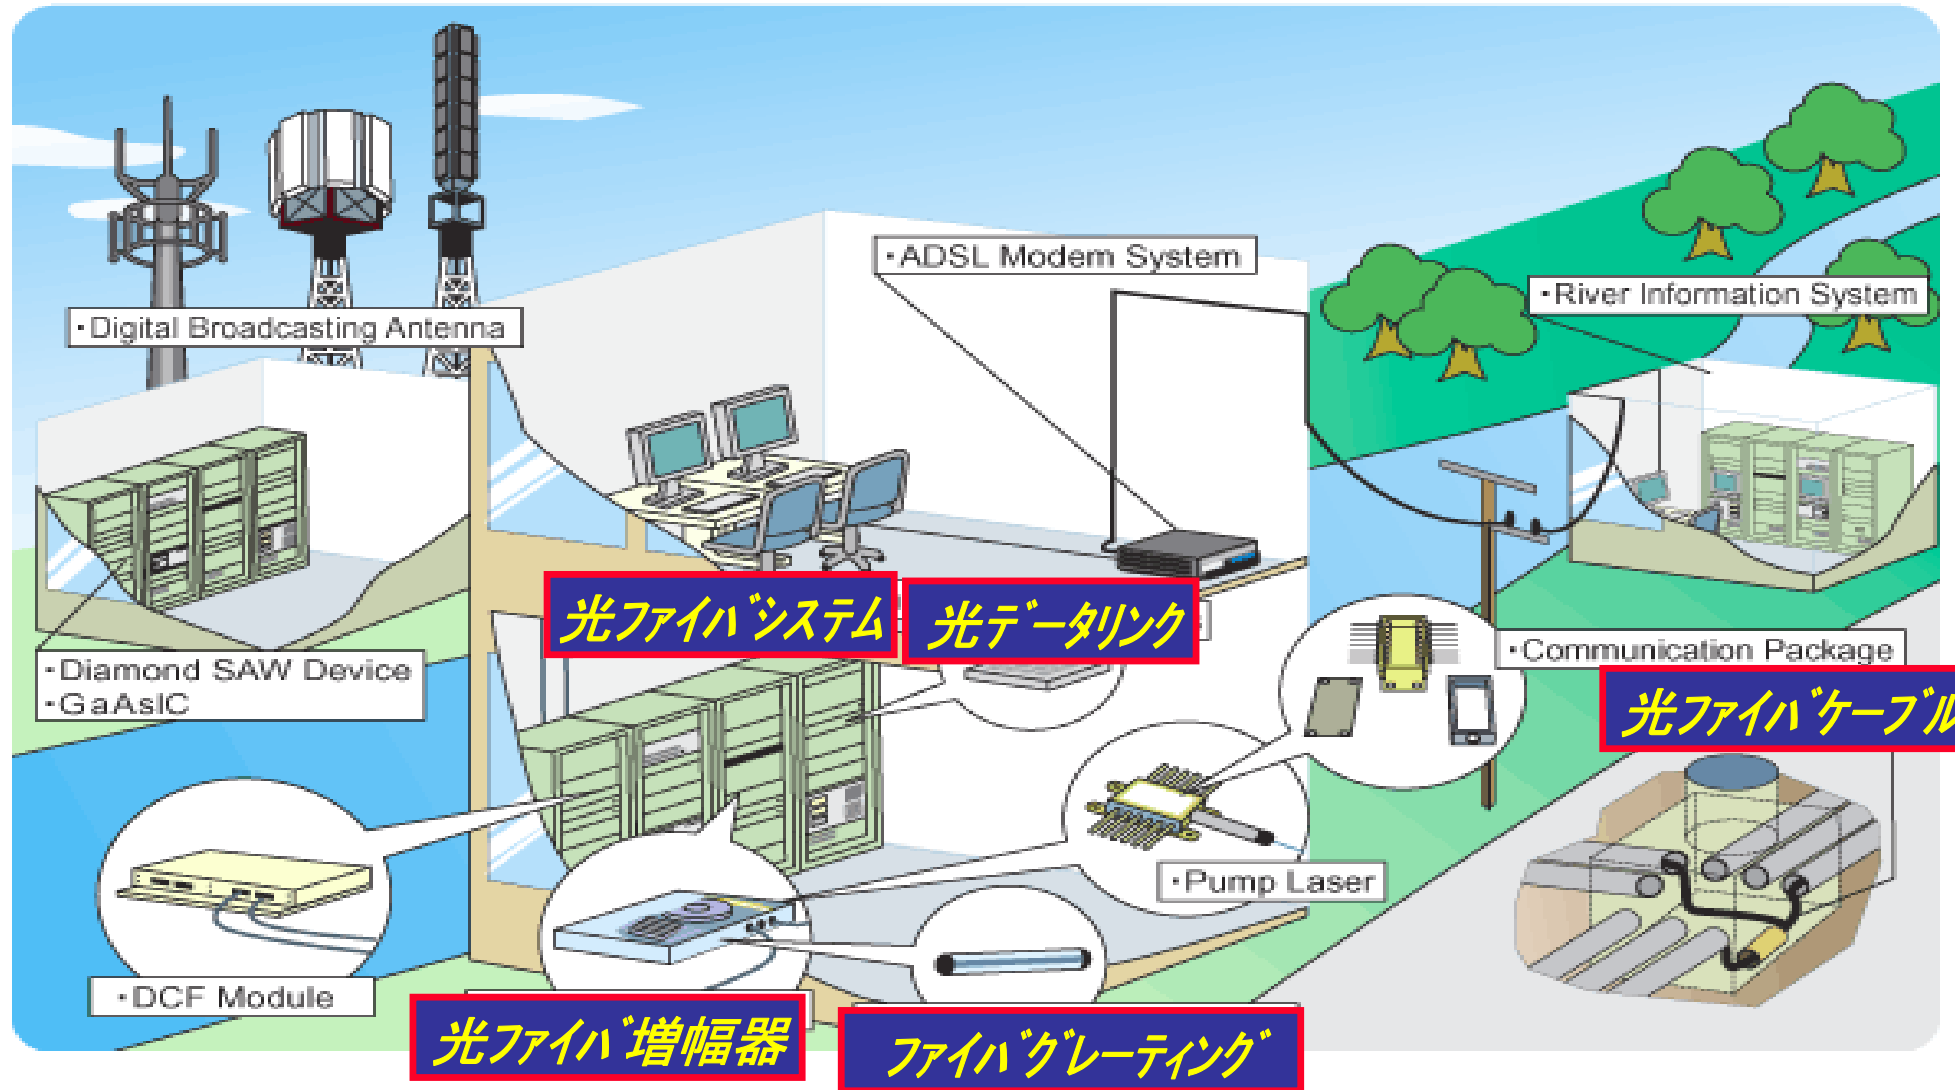 ・ADSL Modem System
・River Information System
・Digital Broadcasting Antenna
光ファイバシステム
光データリンク
・Diamond SAW Device
・GaAsIC
・Communication Package
光ファイバケーブル
・Pump Laser
・DCF Module
光ファイバ増幅器
ファイバグレーティング